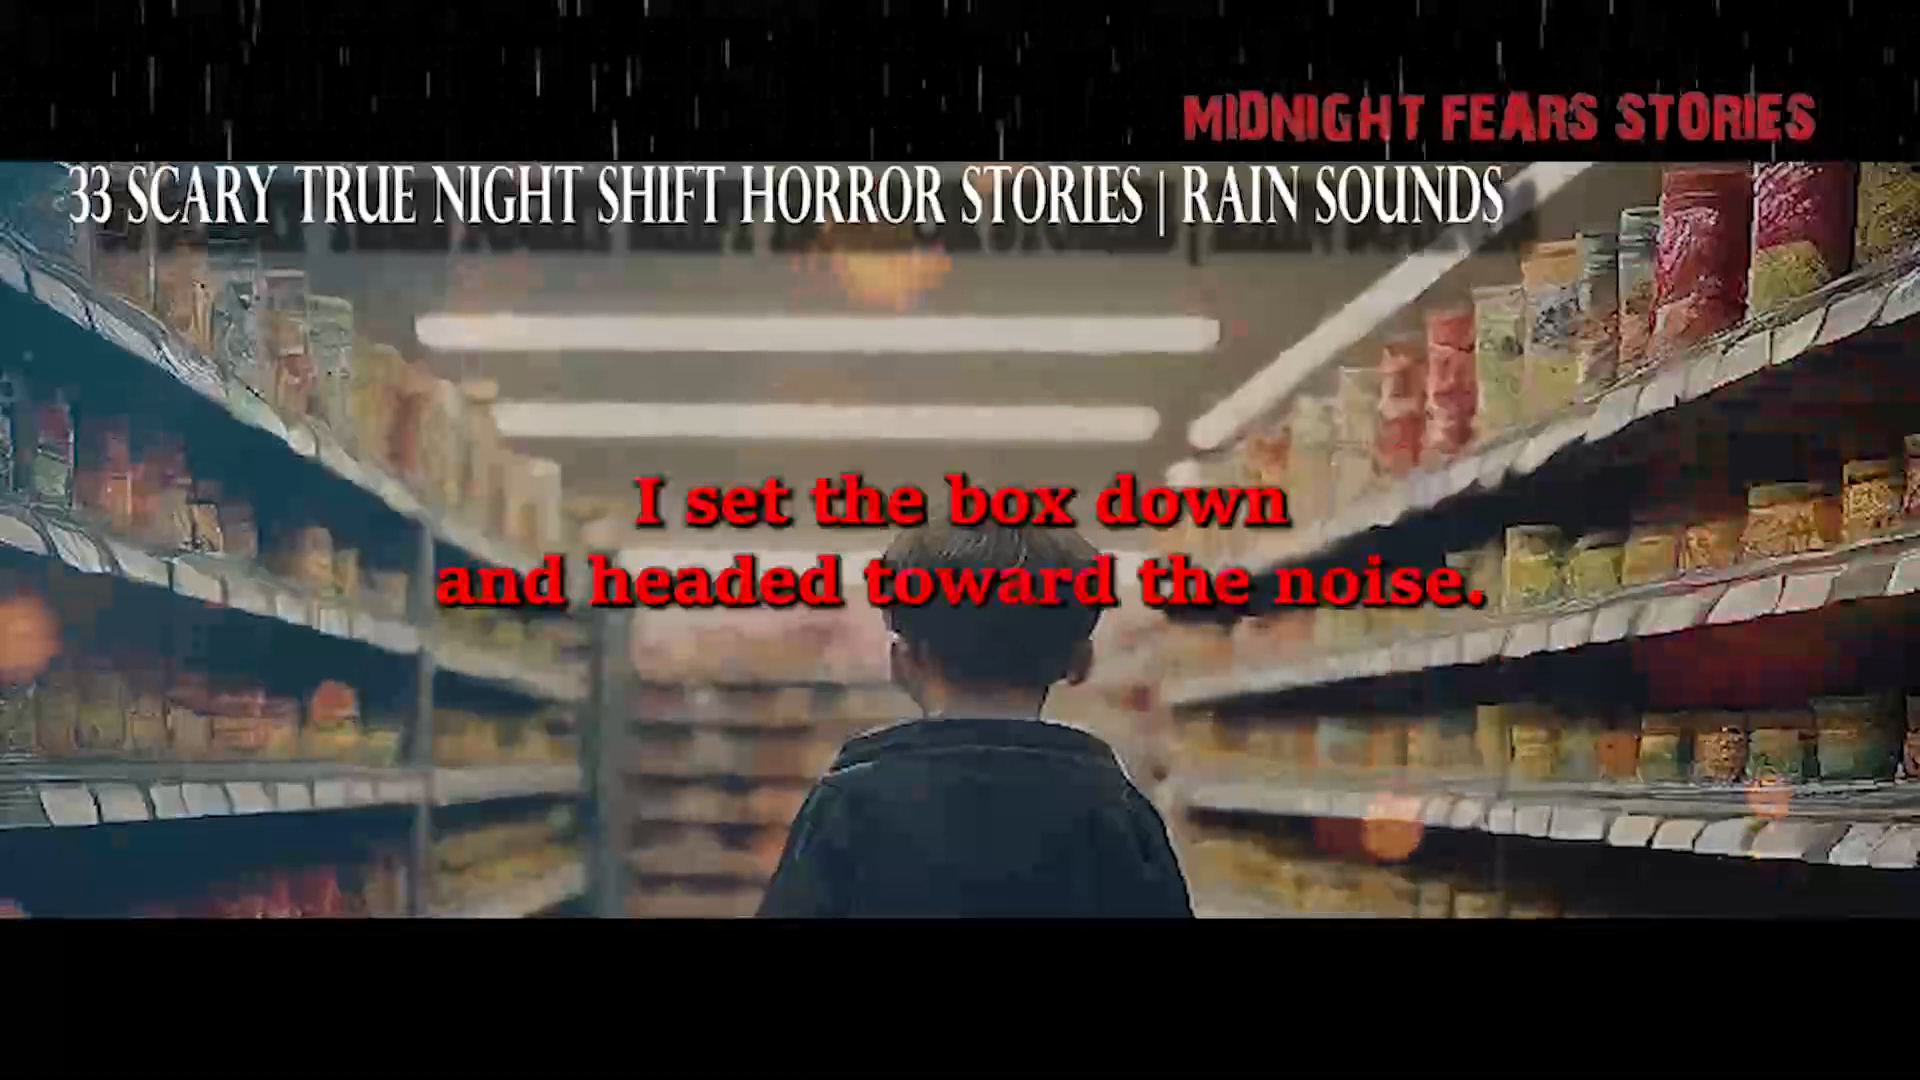 MIDNIGHT FEARS STORIES
33 SCARY TRUE NIGHT SHIFT HORROR STORIES | RAIN SOUNDS
I set the box down
and headed toward the noise.